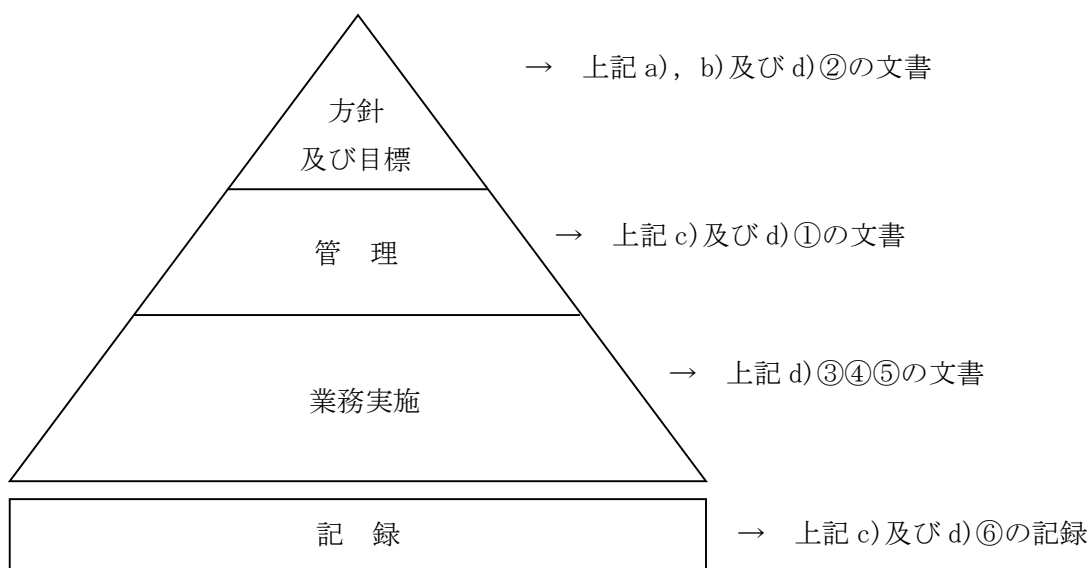 → 上記 a), b)及び d)②の文書
方針
及び目標
→ 上記 c)及び d)①の文書
管 理
→ 上記 d)③④⑤の文書
業務実施
記 録
→ 上記 c)及び d)⑥の記録